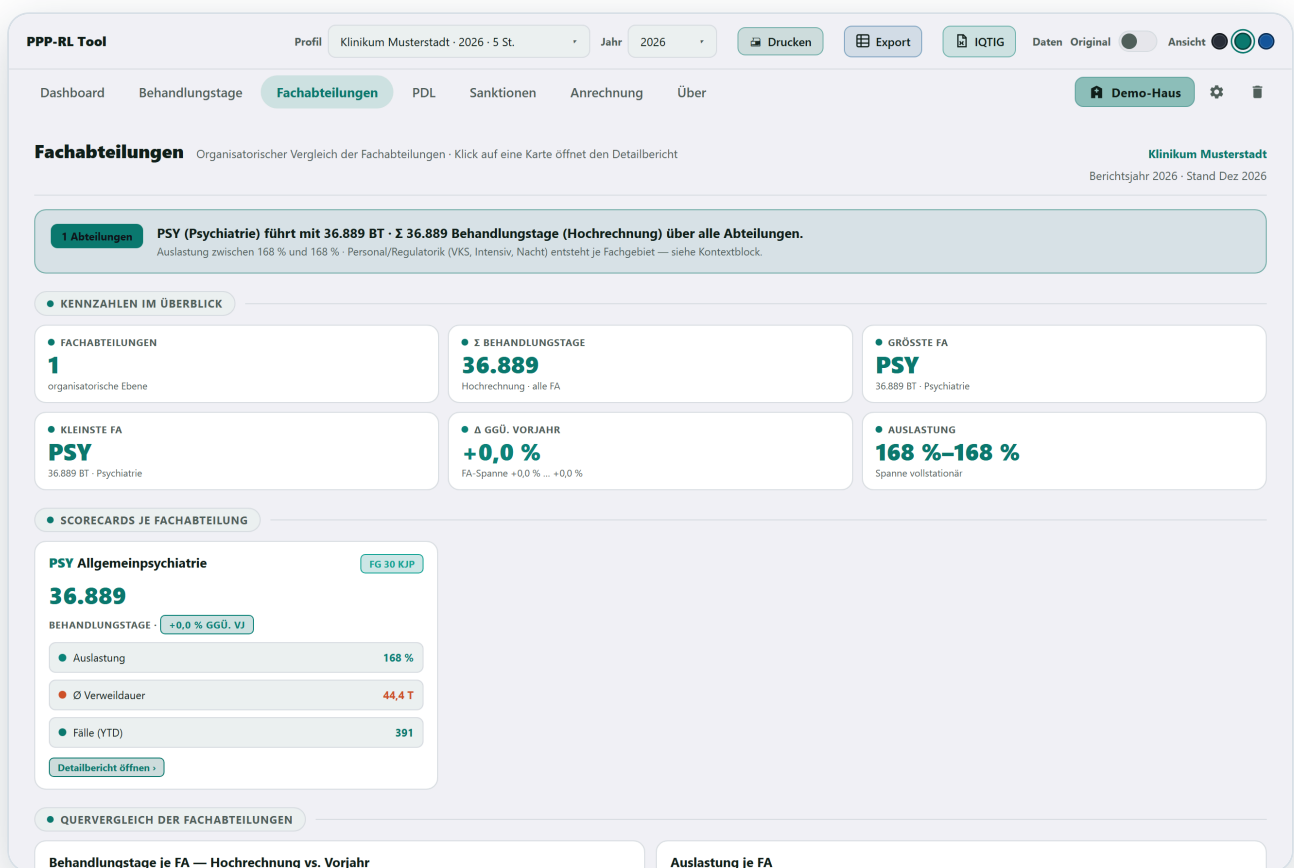 PPP-RL Tool
Profil Klinikum Musterstadt · 2026 · 5 St. Jahr 2026 Drucken Export IQTIG Daten Original Ansicht
Dashboard Behandlungstage Fachabteilungen PDL Sanktionen Anrechnung Über Demo-Haus
Fachabteilungen Organisatorischer Vergleich der Fachabteilungen · Klick auf eine Karte öffnet den Detailbericht
Klinikum Musterstadt
Berichtsjahr 2026 · Stand Dez 2026
1 Abteilungen
PSY (Psychiatrie) führt mit 36.889 BT · Σ 36.889 Behandlungstage (Hochrechnung) über alle Abteilungen.
Auslastung zwischen 168 % und 168 % · Personal/Regulatorik (VKS, Intensiv, Nacht) entsteht je Fachgebiet — siehe Kontextblock.
KENNZAHLEN IM ÜBERBLICK
FACHABTEILUNGEN
1
organisatorische Ebene
Σ BEHANDLUNGSTAGE
36.889
Hochrechnung · alle FA
GRÖSSTE FA
PSY
36.889 BT · Psychiatrie
KLEINSTE FA
PSY
36.889 BT · Psychiatrie
Δ GGÜ. VORJAHR
+0,0 %
FA-Spanne +0,0 % … +0,0 %
AUSLASTUNG
168 %–168 %
Spanne vollstationär
SCORECARDS JE FACHABTEILUNG
PSY Allgemeinpsychiatrie FG 30 KJP
36.889
BEHANDLUNGSTAGE · +0,0 % GGÜ. VJ
Auslastung 168 %
Ø Verweildauer 44,4 T
Fälle (YTD) 391
Detailbericht öffnen ›
QUERVERGLEICH DER FACHABTEILUNGEN
Behandlungstage je FA — Hochrechnung vs. Vorjahr
Auslastung je FA